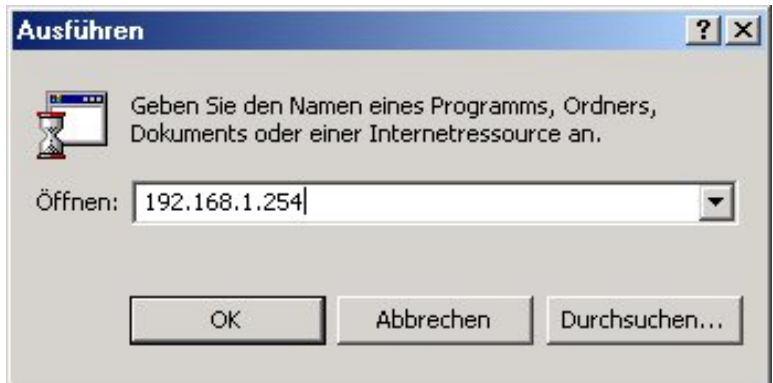 Ausführen
Geben Sie den Namen eines Programms, Ordners,
Dokuments oder einer Internetressource an.
Öffnen: 192.168.1.254
OK Abbrechen Durchsuchen...